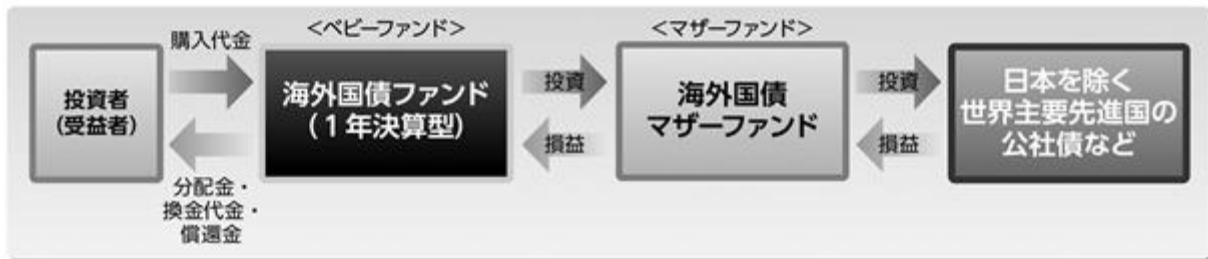 投資者
(受益者)
購入代金
分配金・
換金代金・
償還金
＜ベビーファンド＞
海外国債ファンド
(1年決算型)
投資
損益
＜マザーファンド＞
海外国債
マザーファンド
投資
損益
日本を除く
世界主要先進国の
公社債など